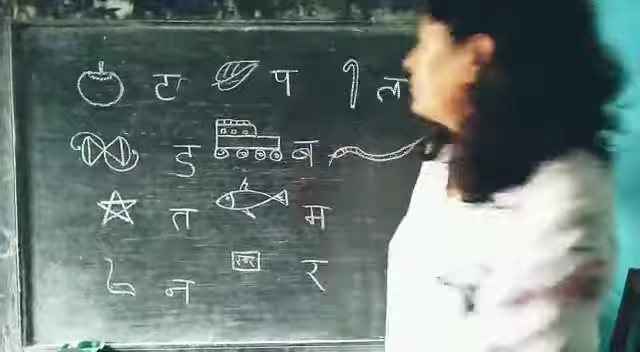 ट प ल
ड ब
त म
न र